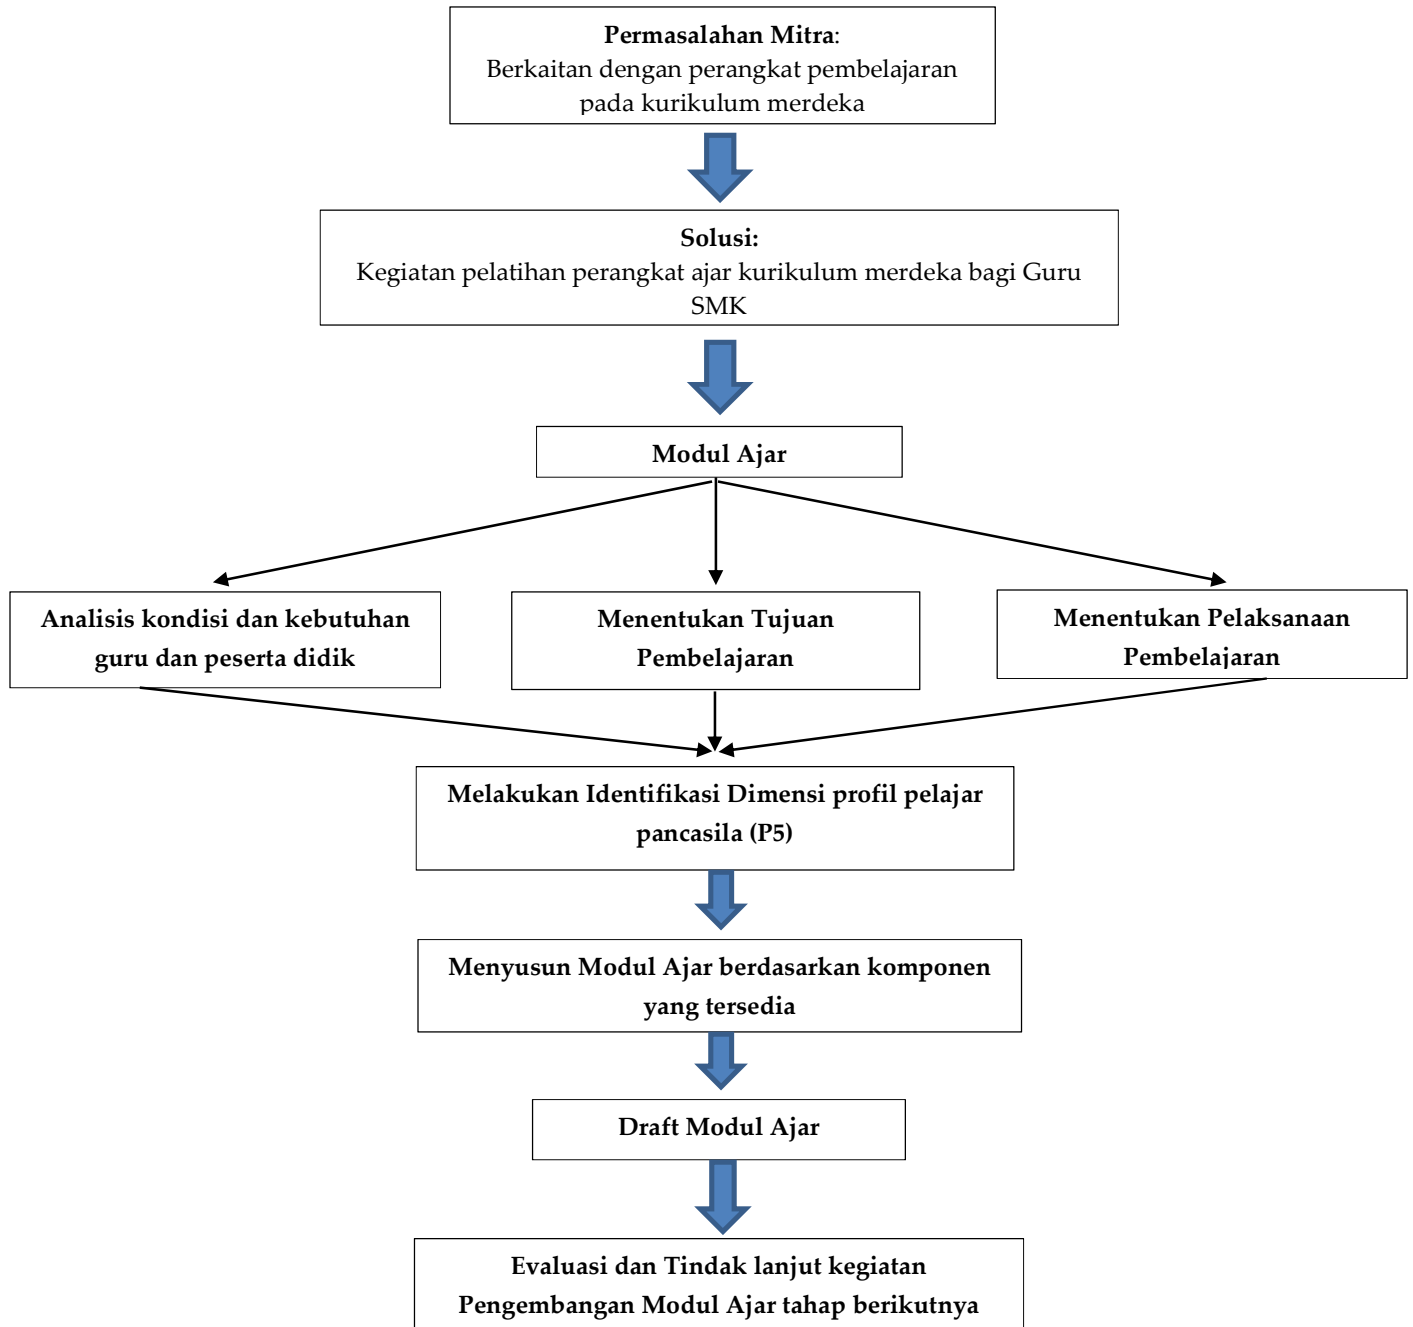 Permasalahan Mitra:
Berkaitan dengan perangkat pembelajaran
pada kurikulum merdeka
Solusi:
Kegiatan pelatihan perangkat ajar kurikulum merdeka bagi Guru
SMK
Modul Ajar
Analisis kondisi dan kebutuhan
guru dan peserta didik
Menentukan Tujuan
Pembelajaran
Menentukan Pelaksanaan
Pembelajaran
Melakukan Identifikasi Dimensi profil pelajar
pancasila (P5)
Menyusun Modul Ajar berdasarkan komponen
yang tersedia
Draft Modul Ajar
Evaluasi dan Tindak lanjut kegiatan
Pengembangan Modul Ajar tahap berikutnya